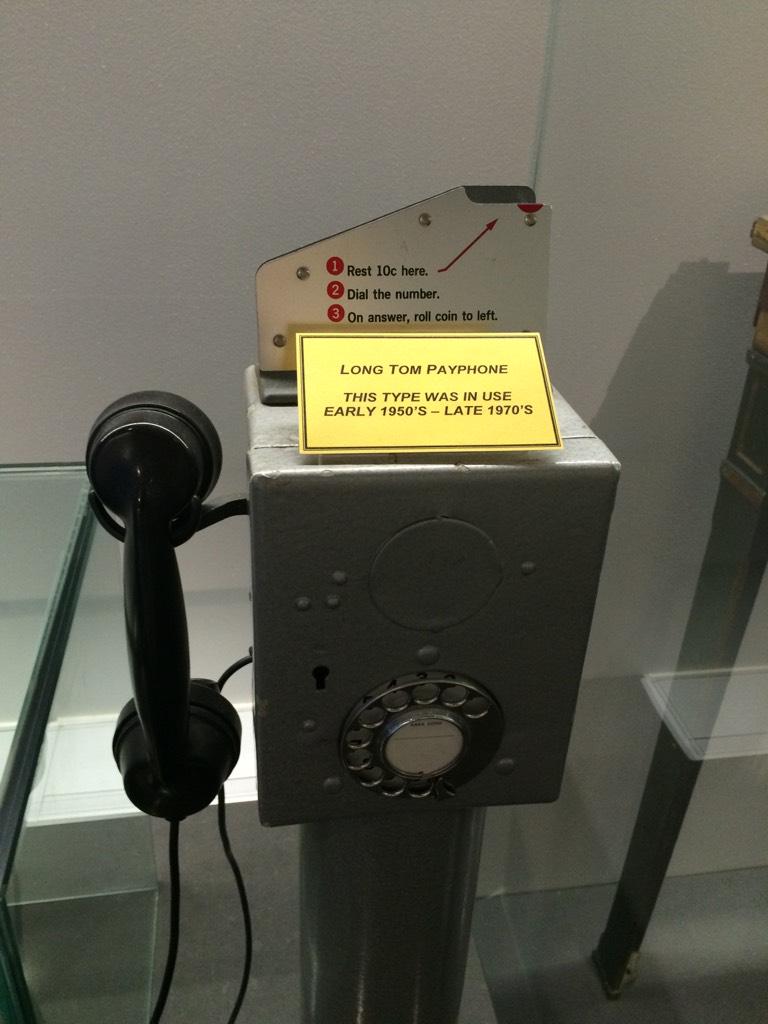 1 Rest 10c here.
2 Dial the number.
3 On answer, roll coin to left.
LONG TOM PAYPHONE
THIS TYPE WAS IN USE
EARLY 1950'S – LATE 1970'S